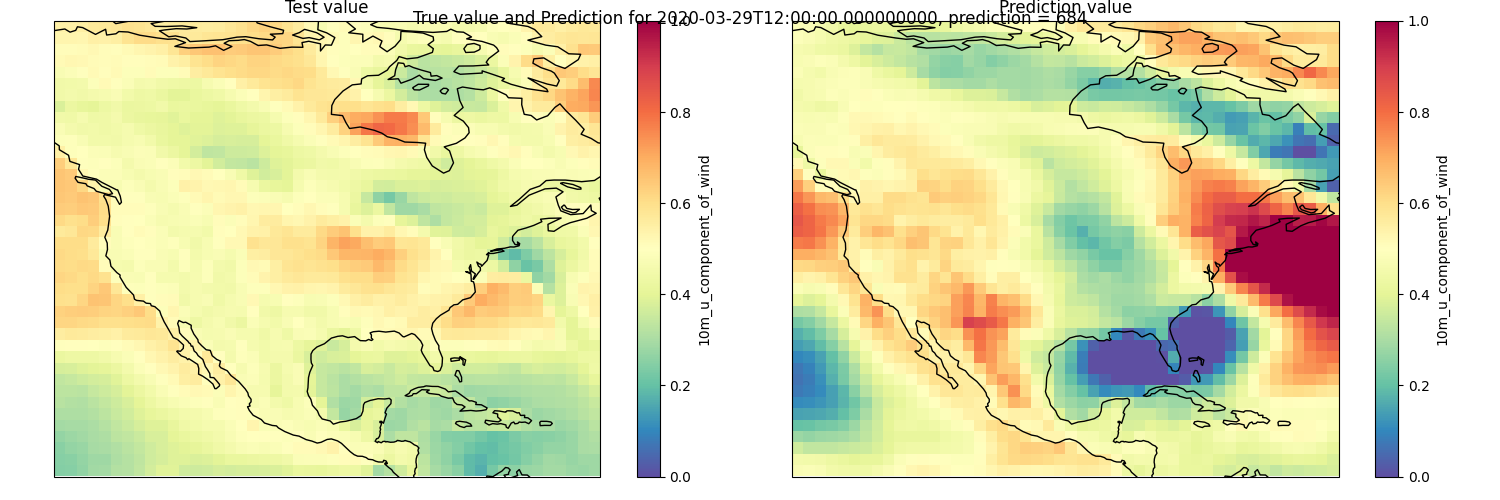 Test value
Prediction value
True value and Prediction for 2020-03-29T12:00:00.000000000, prediction = 684
1.0
0.8
0.6
0.4
0.2
0.0
10m_u_component_of_wind
1.0
0.8
0.6
0.4
0.2
0.0
10m_u_component_of_wind